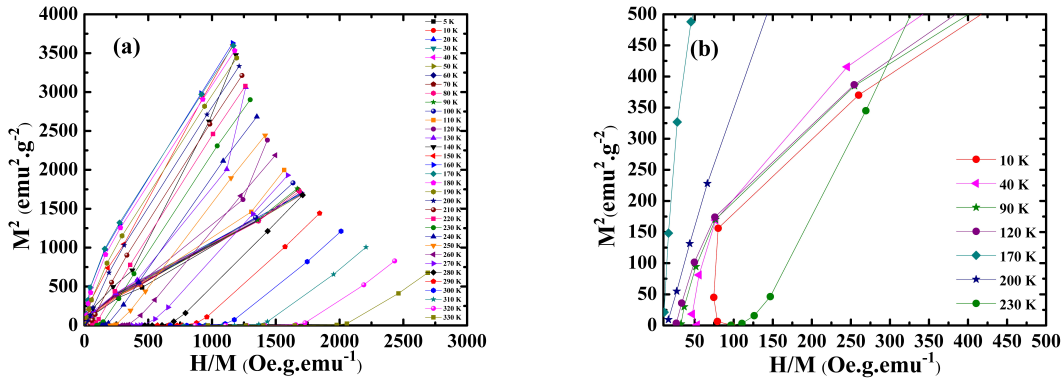 (a)
M² (emu².g⁻²)
4000
3500
3000
2500
2000
1500
1000
500
0
0 500 1000 1500 2000 2500 3000
H/M (Oe.g.emu⁻¹)
5 K
10 K
20 K
30 K
40 K
50 K
60 K
70 K
80 K
90 K
100 K
110 K
120 K
130 K
140 K
150 K
160 K
170 K
180 K
190 K
200 K
210 K
220 K
230 K
240 K
250 K
260 K
270 K
280 K
290 K
300 K
310 K
320 K
330 K
(b)
M² (emu².g⁻²)
500
450
400
350
300
250
200
150
100
50
0
50 100 150 200 250 300 350 400 450 500
H/M (Oe.g.emu⁻¹)
10 K
40 K
90 K
120 K
170 K
200 K
230 K